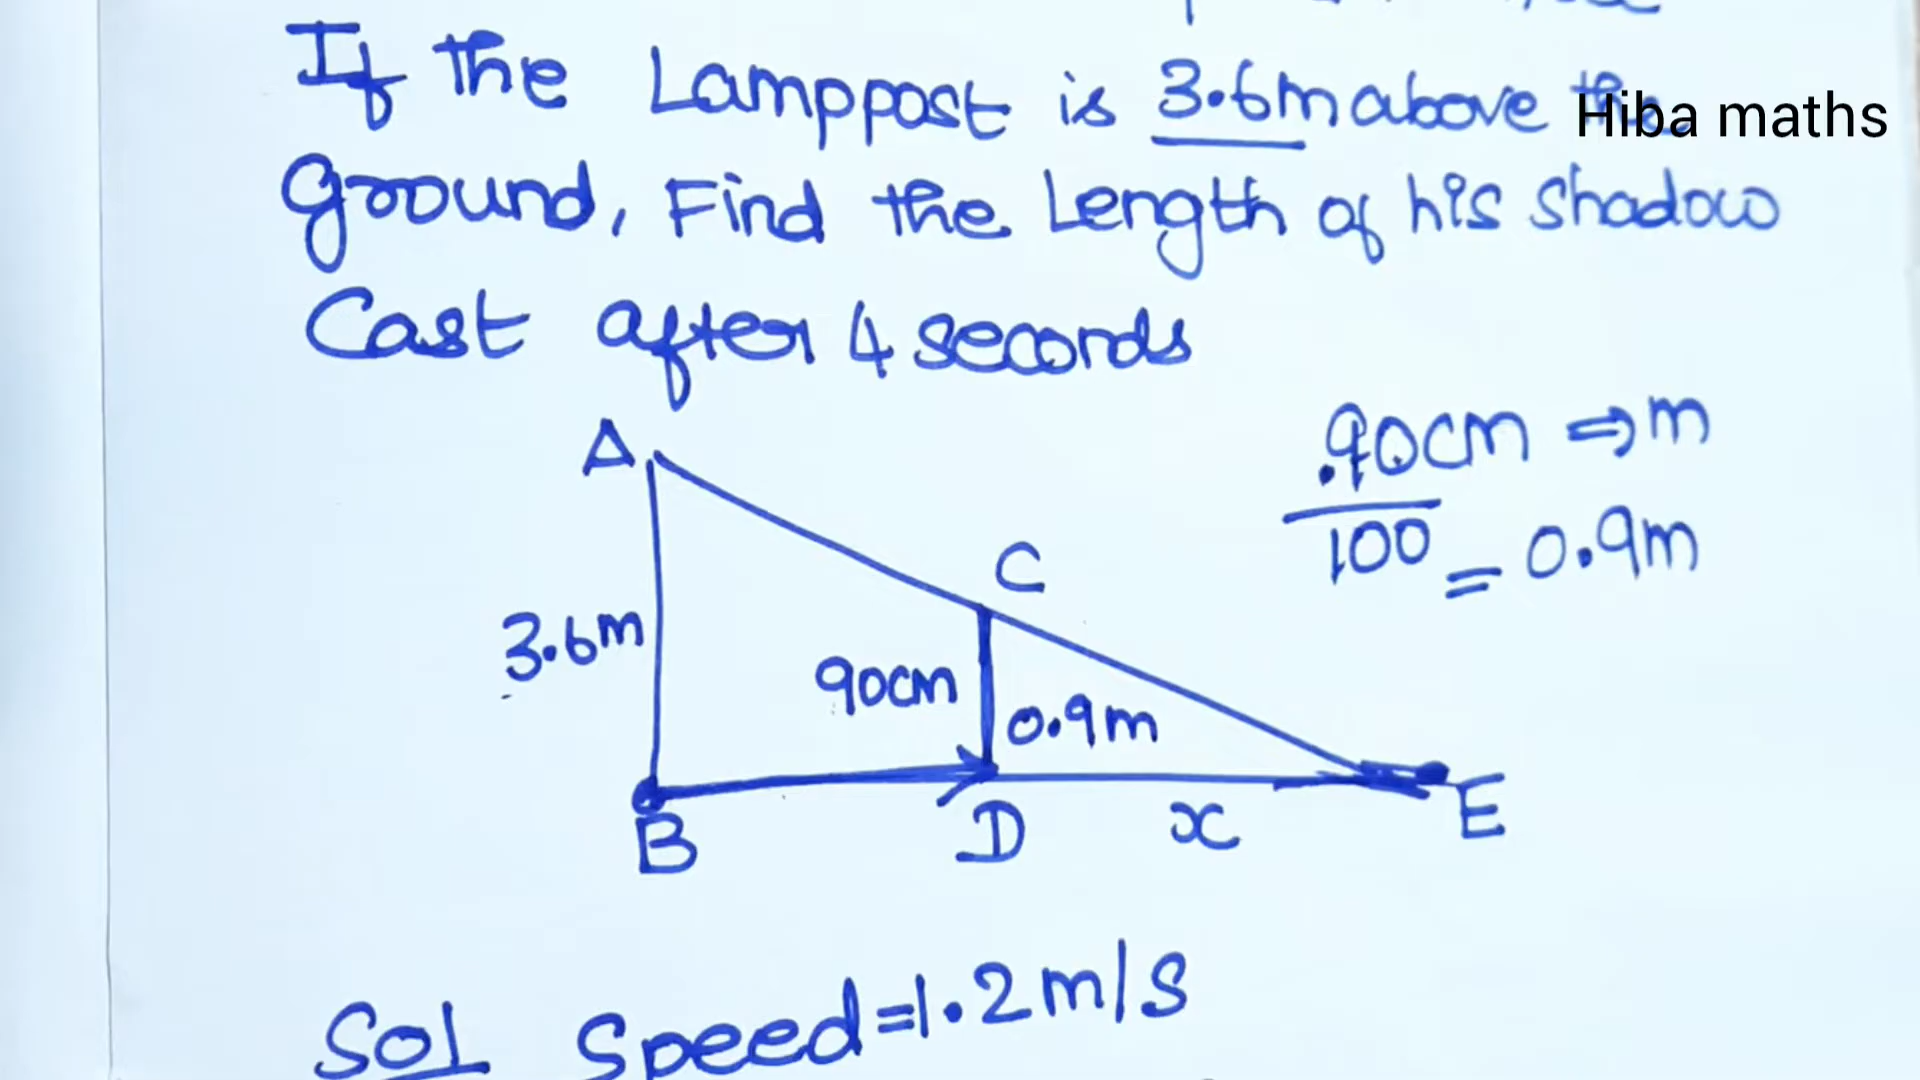 If the Lamppost is 3.6m above the
Hiba maths
ground, Find the Length of his shadow
Cast after 4 seconds
A
.90cm ⇒ m
100 = 0.9m
C
3.6m
90cm
0.9m
B
D
x
E
Sol Speed=1.2m/s